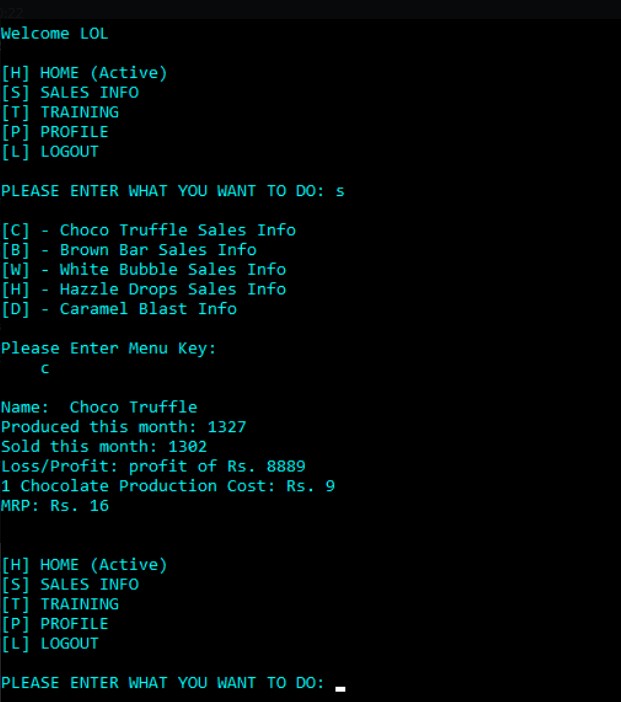 Welcome LOL
[H] HOME (Active)
[S] SALES INFO
[T] TRAINING
[P] PROFILE
[L] LOGOUT
PLEASE ENTER WHAT YOU WANT TO DO: s
[C] - Choco Truffle Sales Info
[B] - Brown Bar Sales Info
[W] - White Bubble Sales Info
[H] - Hazzle Drops Sales Info
[D] - Caramel Blast Info
Please Enter Menu Key:
c
Name:  Choco Truffle
Produced this month: 1327
Sold this month: 1302
Loss/Profit: profit of Rs. 8889
1 Chocolate Production Cost: Rs. 9
MRP: Rs. 16
[H] HOME (Active)
[S] SALES INFO
[T] TRAINING
[P] PROFILE
[L] LOGOUT
PLEASE ENTER WHAT YOU WANT TO DO: